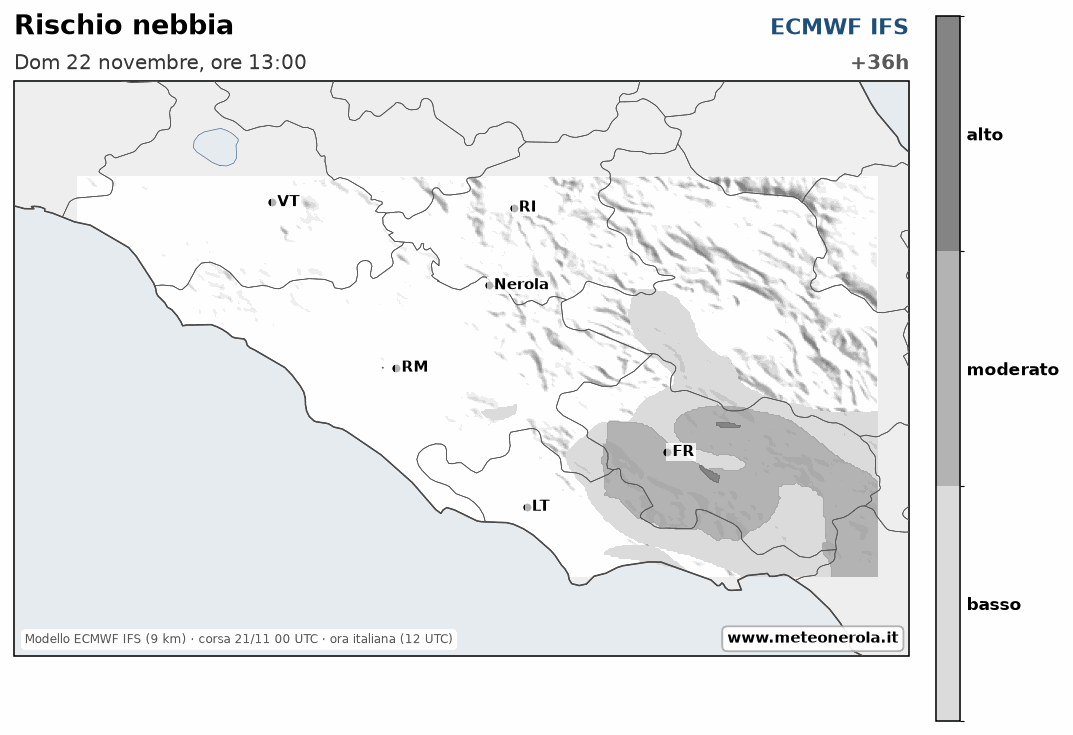 Rischio nebbia
ECMWF IFS
Dom 22 novembre, ore 13:00
+36h
alto
VT
RI
Nerola
RM
moderato
FR
LT
basso
Modello ECMWF IFS (9 km) · corsa 21/11 00 UTC · ora italiana (12 UTC)
www.meteonerola.it